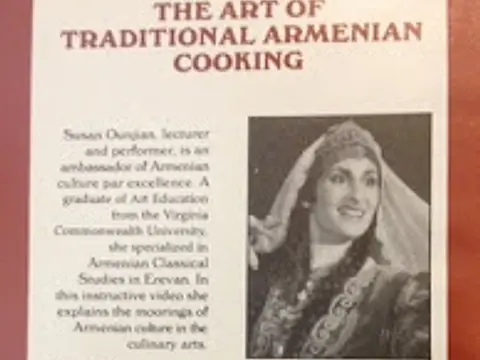 THE ART OF
TRADITIONAL ARMENIAN
COOKING
Susan Ounjian, lecturer
and performer, is an
ambassador of Armenian
culture par excellence. A
graduate of Art Education
from the Virginia
Commonwealth University,
she specialized in
Armenian Classical
Studies in Erevan. In
this instructive video she
explains the moorings of
Armenian culture in the
culinary arts.